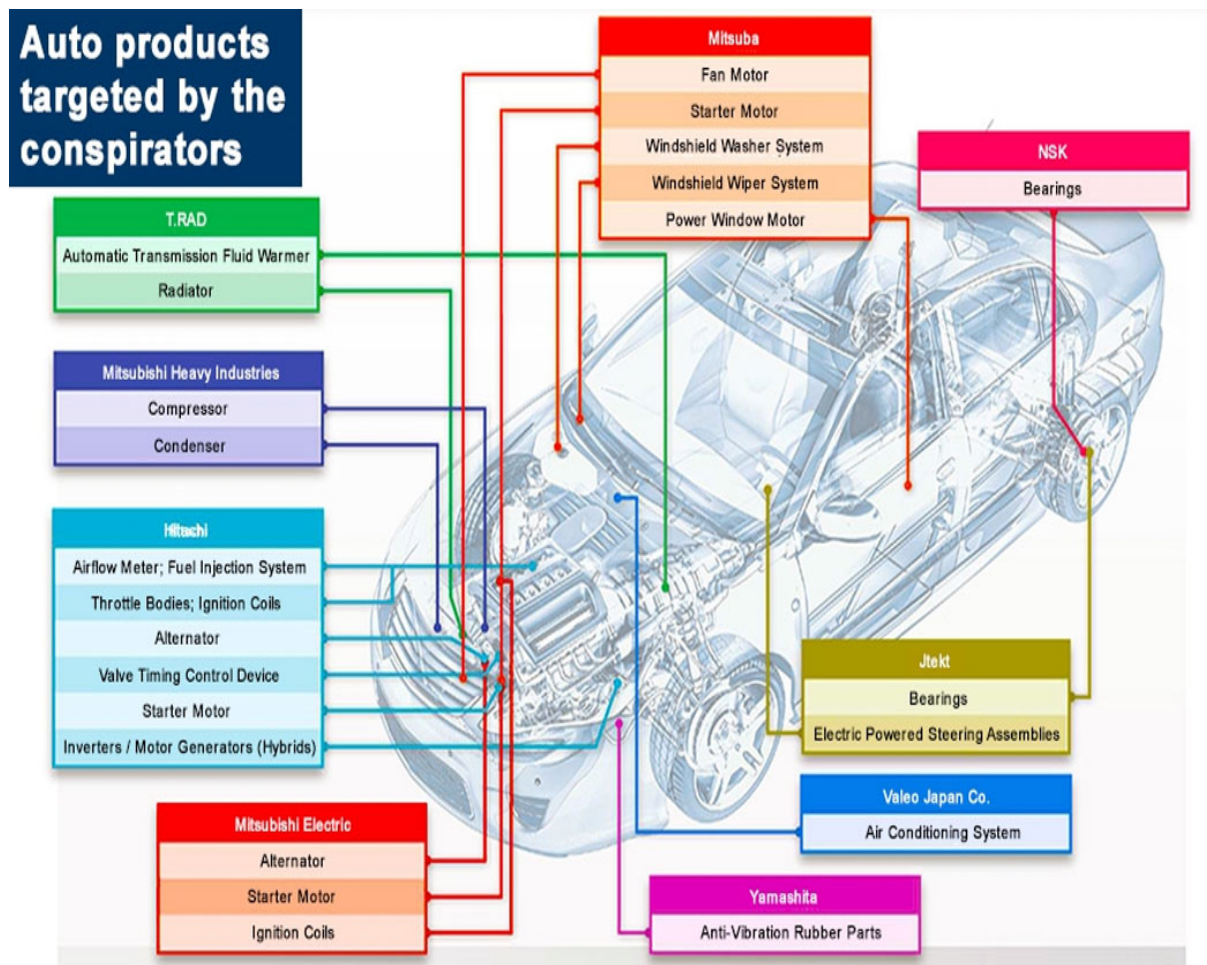 Auto products
targeted by the
conspirators
Mitsuba
Fan Motor
Starter Motor
Windshield Washer System
Windshield Wiper System
Power Window Motor
NSK
Bearings
T.RAD
Automatic Transmission Fluid Warmer
Radiator
Mitsubishi Heavy Industries
Compressor
Condenser
Hitachi
Airflow Meter; Fuel Injection System
Throttle Bodies; Ignition Coils
Alternator
Valve Timing Control Device
Starter Motor
Inverters / Motor Generators (Hybrids)
Jtekt
Bearings
Electric Powered Steering Assemblies
Valeo Japan Co.
Air Conditioning System
Mitsubishi Electric
Alternator
Starter Motor
Ignition Coils
Yamashita
Anti-Vibration Rubber Parts